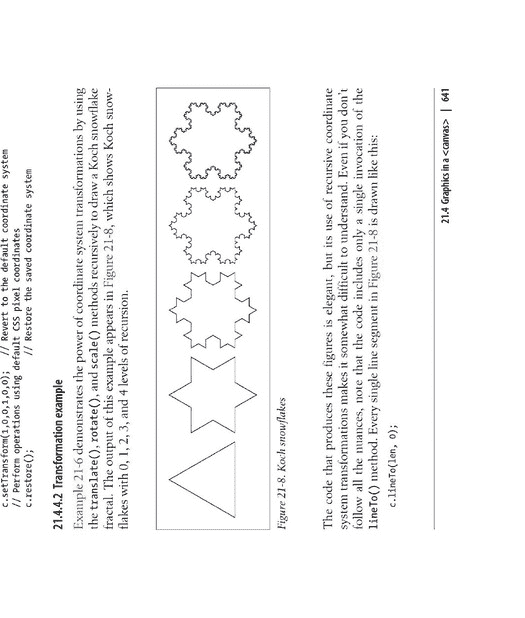 c.setTransform(1,0,0,1,0,0);   // Revert to the default coordinate system
// Perform operations using default CSS pixel coordinates
c.restore();                   // Restore the saved coordinate system
21.4.4.2 Transformation example
Example 21-6 demonstrates the power of coordinate system transformations by using
the translate(), rotate(), and scale() methods recursively to draw a Koch snowflake
fractal. The output of this example appears in Figure 21-8, which shows Koch snow-
flakes with 0, 1, 2, 3, and 4 levels of recursion.
Figure 21-8. Koch snowflakes
The code that produces these figures is elegant, but its use of recursive coordinate
system transformations makes it somewhat difficult to understand. Even if you don't
follow all the nuances, note that the code includes only a single invocation of the
lineTo() method. Every single line segment in Figure 21-8 is drawn like this:
c.lineTo(len, 0);
21.4 Graphics in a <canvas> | 641